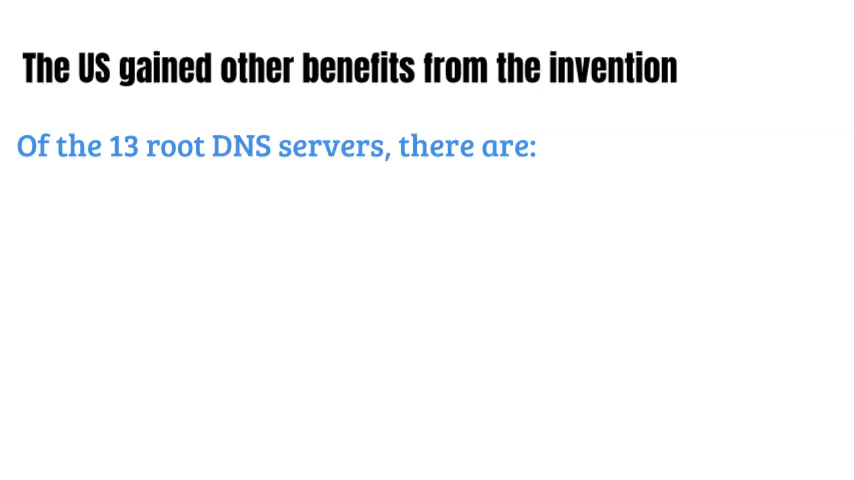 The US gained other benefits from the invention
Of the 13 root DNS servers, there are: